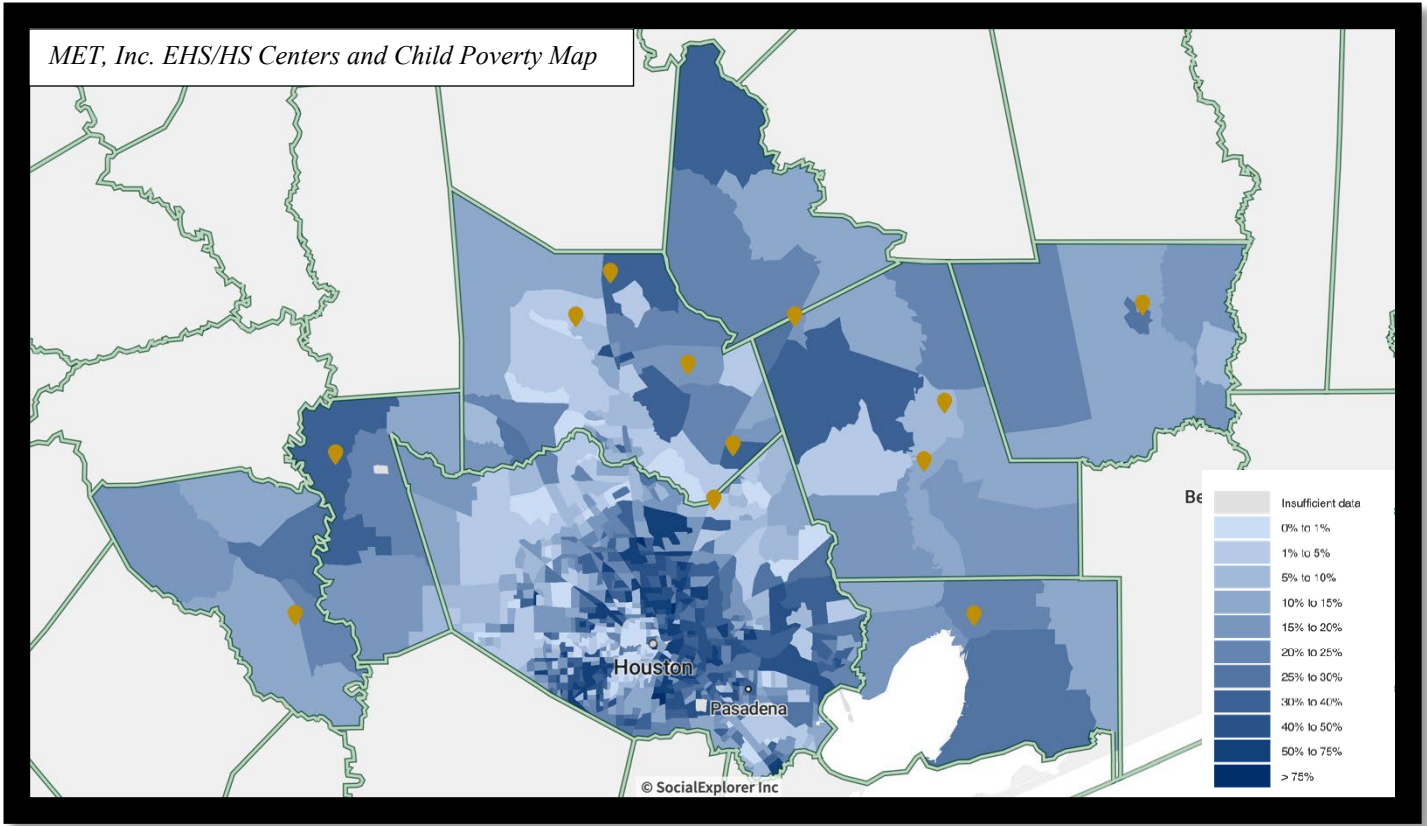 MET, Inc. EHS/HS Centers and Child Poverty Map
Be
Insufficient data
0% to 1%
1% to 5%
5% to 10%
10% to 15%
15% to 20%
20% to 25%
25% to 30%
30% to 40%
40% to 50%
50% to 75%
> 75%
Houston
Pasadena
© SocialExplorer Inc